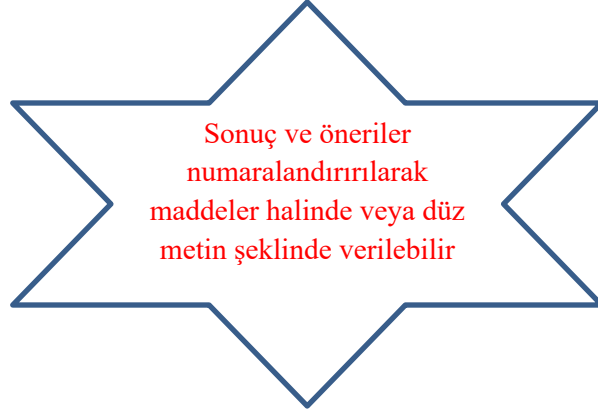 Sonuç ve öneriler
numaralandırırılarak
maddeler halinde veya düz
metin şeklinde verilebilir